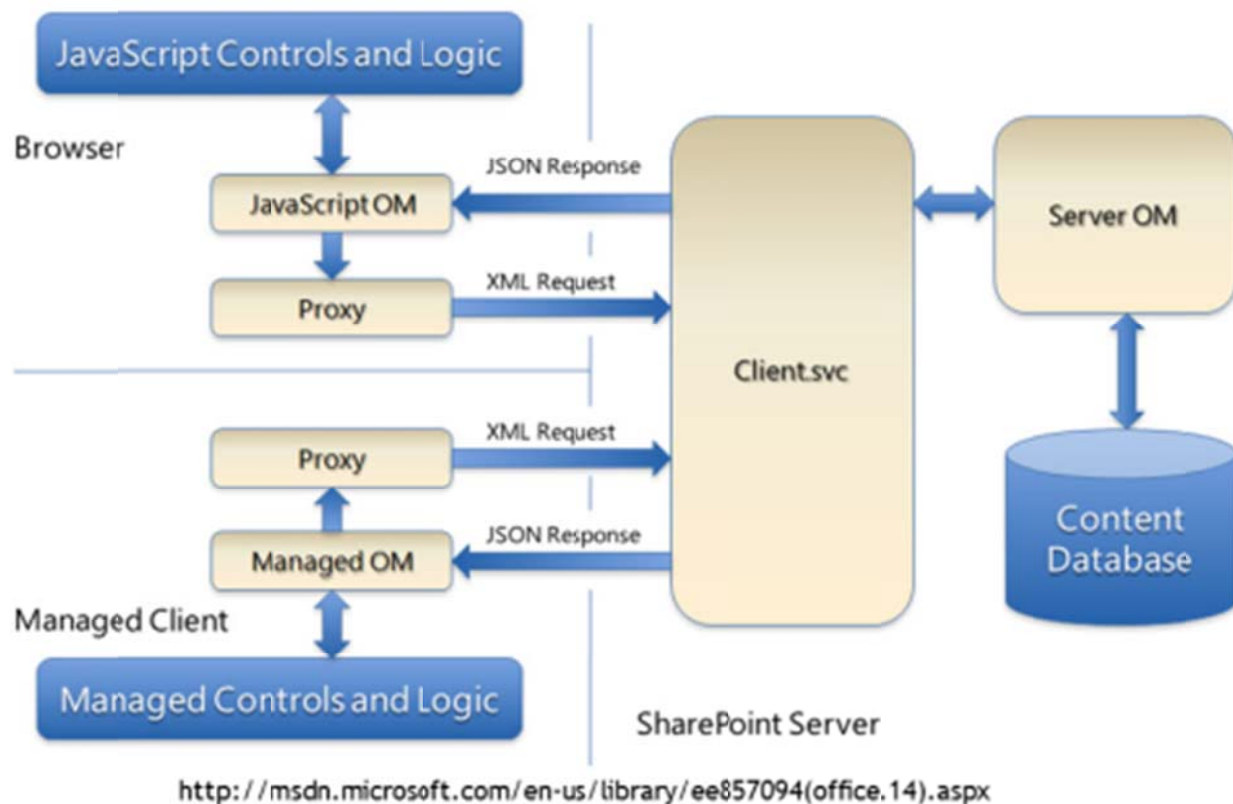 JavaScript Controls and Logic
Browser
JSON Response
JavaScript OM
XML Request
Proxy
Client.svc
Server OM
Content
Database
XML Request
Proxy
JSON Response
Managed OM
Managed Client
Managed Controls and Logic
SharePoint Server
http://msdn.microsoft.com/en-us/library/ee857094(office.14).aspx